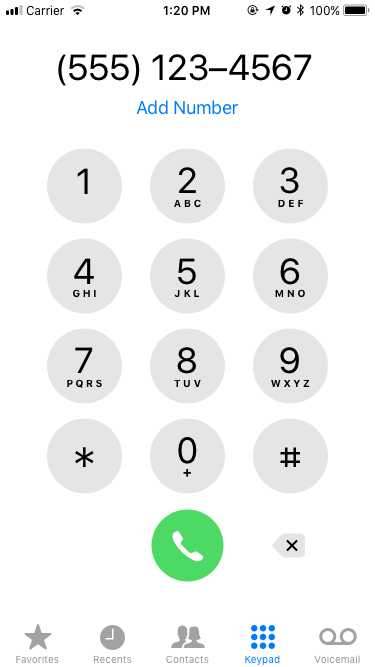 Carrier 1:20 PM 100%
(555) 123–4567
Add Number
1 2 3
ABC DEF
4 5 6
GHI JKL MNO
7 8 9
PQRS TUV WXYZ
* 0 #
+
Favorites Recents Contacts Keypad Voicemail